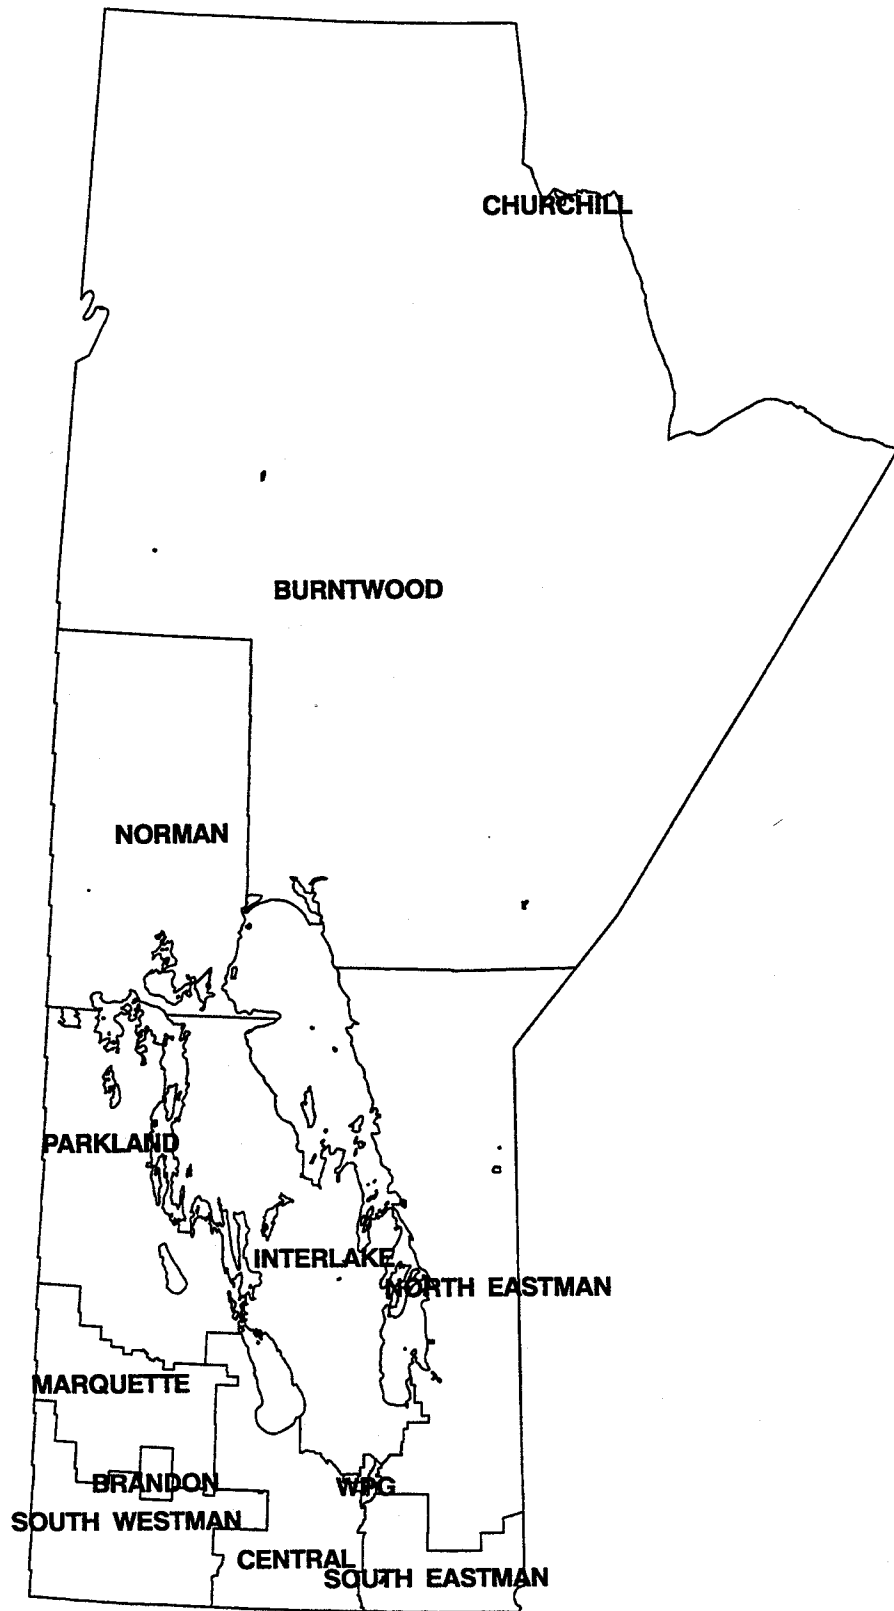 CHURCHILL
BURNTWOOD
NORMAN
PARKLAND
INTERLAKE
NORTH EASTMAN
MARQUETTE
BRANDON
WPG
SOUTH WESTMAN
CENTRAL
SOUTH EASTMAN